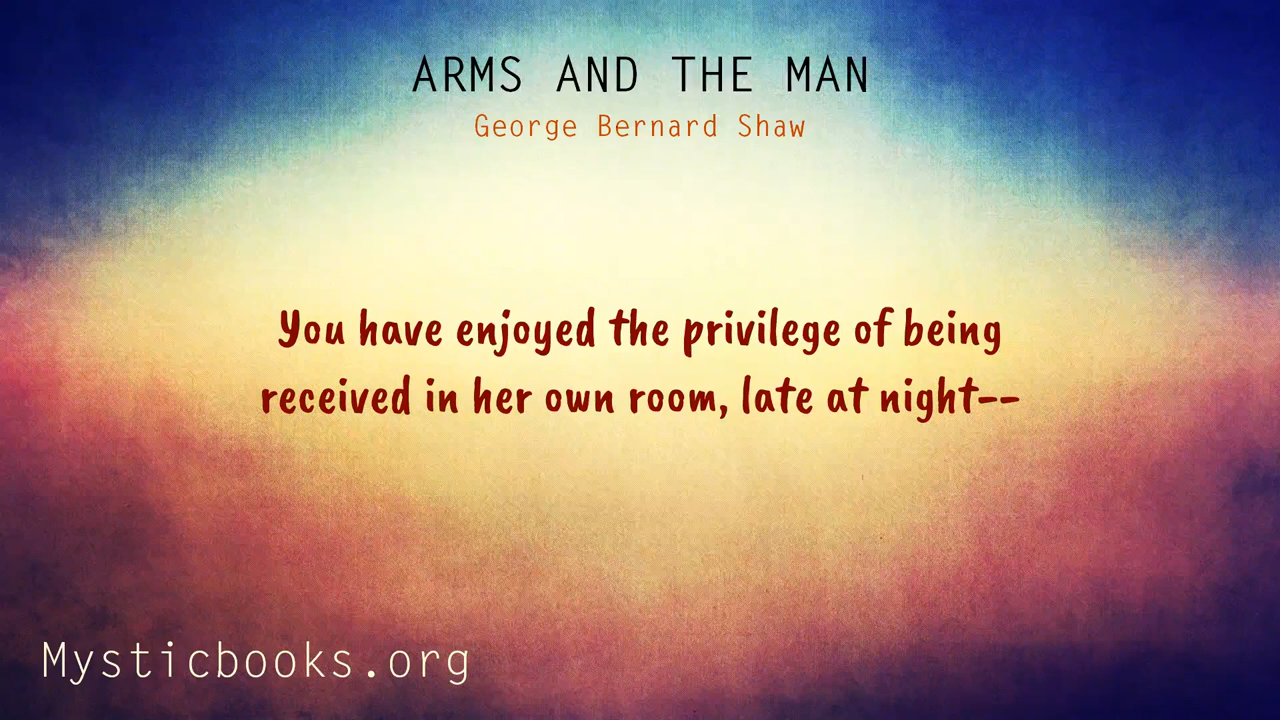 ARMS AND THE MAN
George Bernard Shaw
You have enjoyed the privilege of being
received in her own room, late at night--
Mysticbooks.org